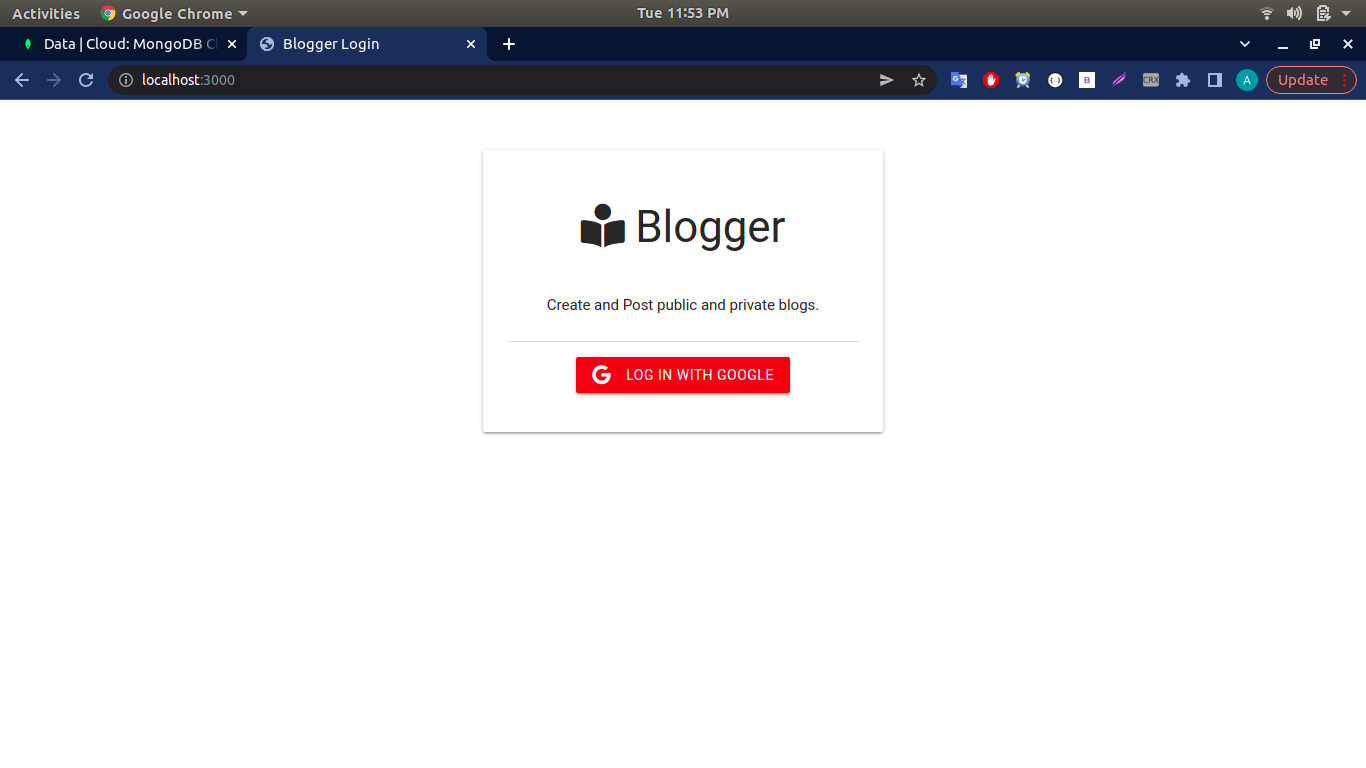 Activities Google Chrome Tue 11:53 PM
Data | Cloud: MongoDB Cl Blogger Login
localhost:3000 B CRX A Update
Blogger
Create and Post public and private blogs.
G LOG IN WITH GOOGLE